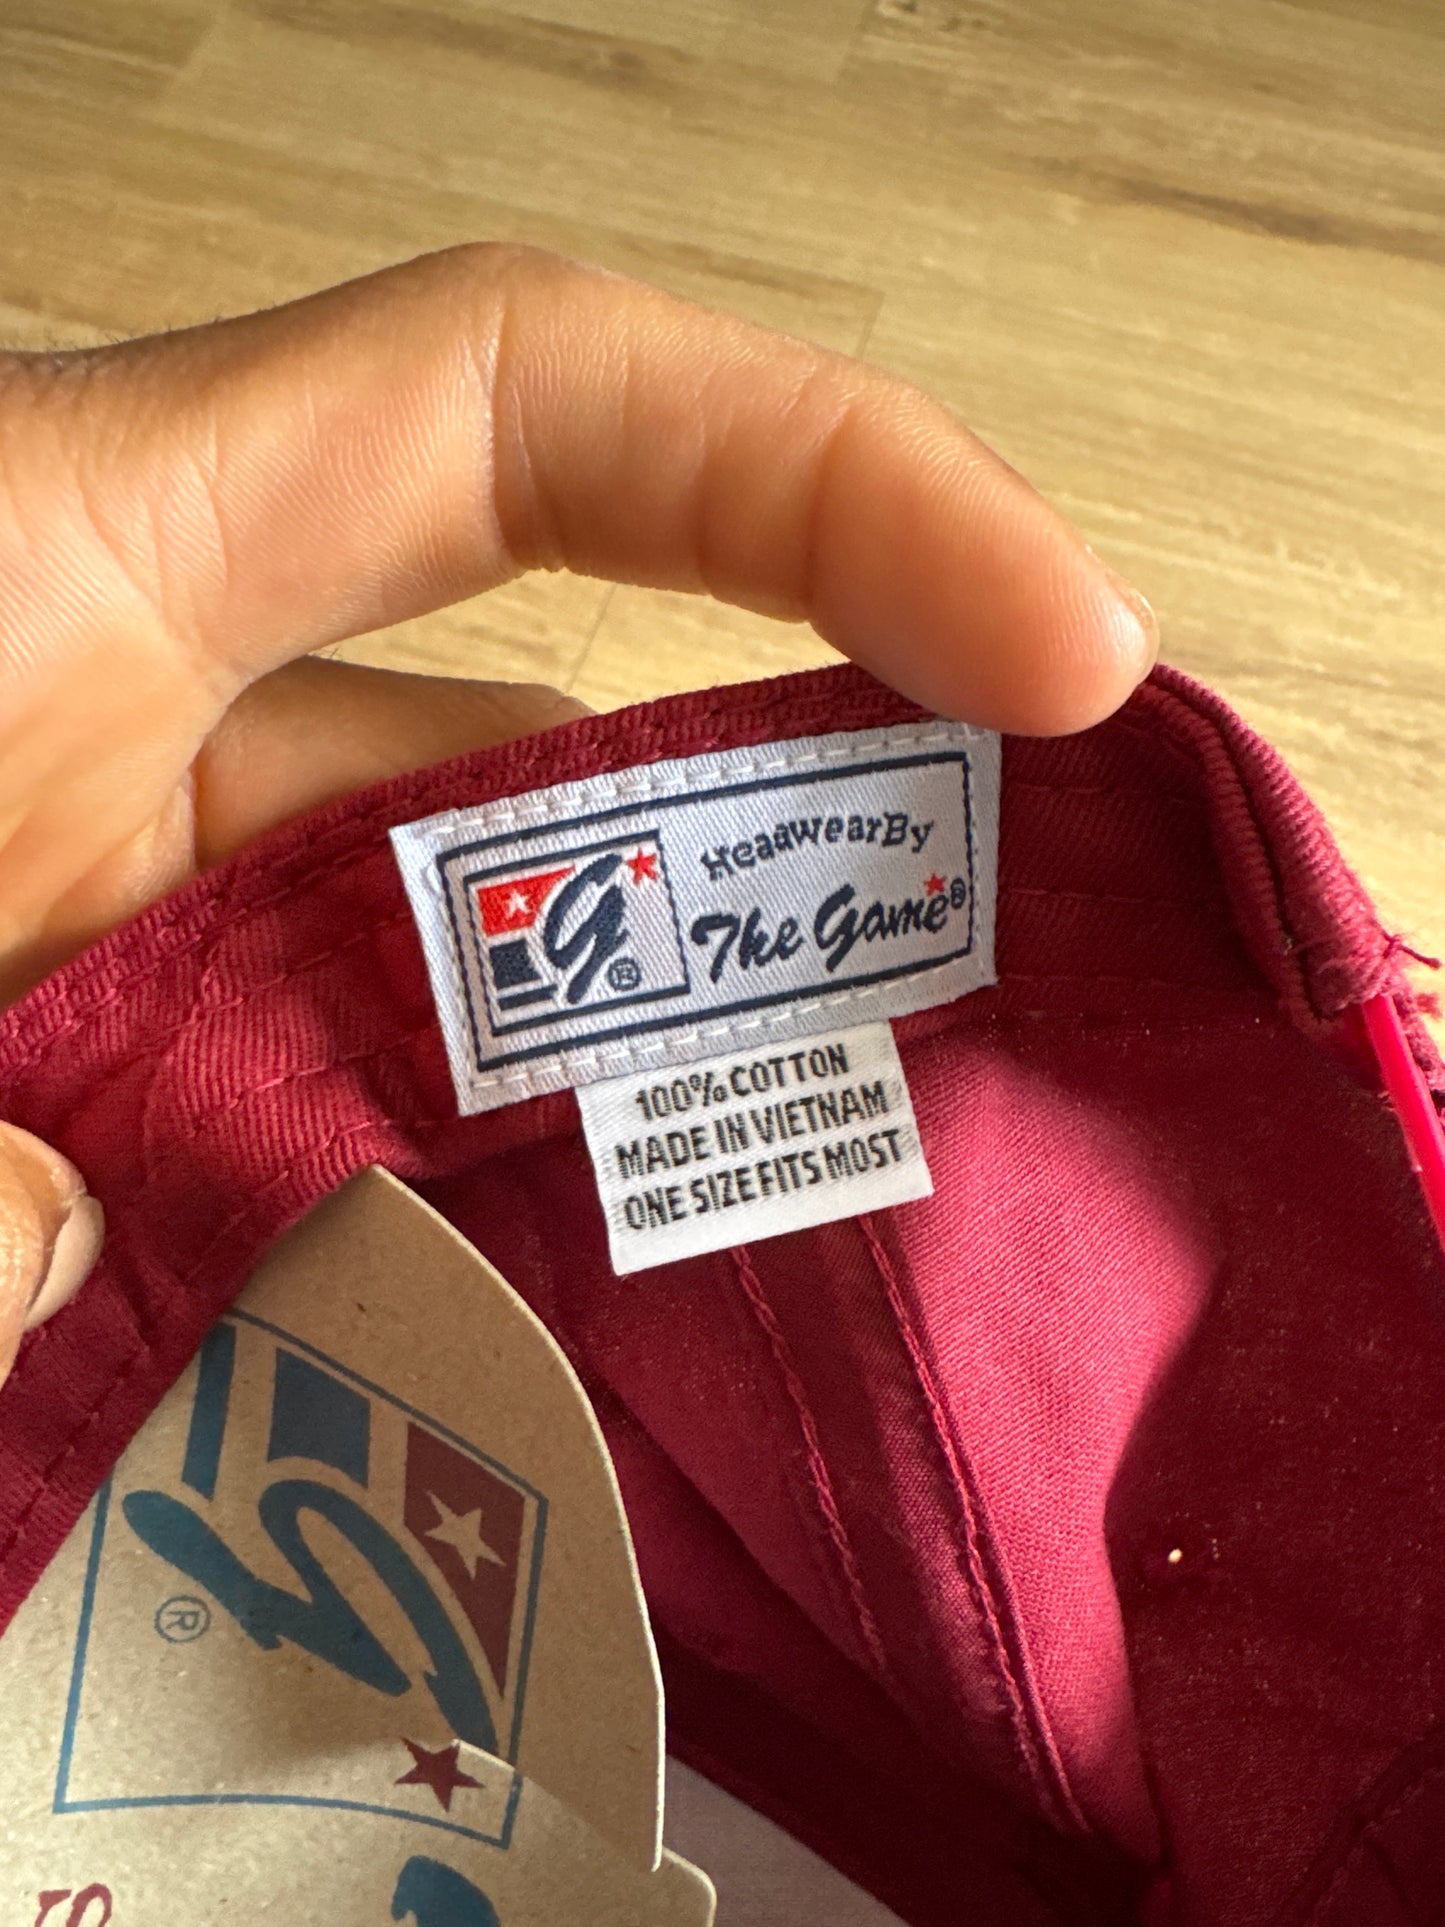 HeadwearBy
The Game®
g®
100% COTTON
MADE IN VIETNAM
ONE SIZE FITS MOST
g
®